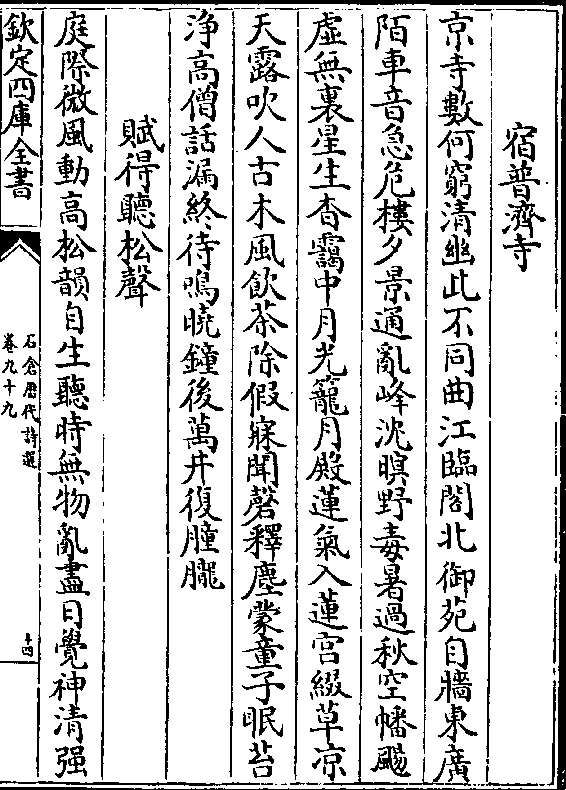 宿普濟寺
京寺數何窮清幽此不同曲江臨閣北御苑自牆東廣
陌車音急危樓夕景通亂峰沈暝野毒暑過秋空幡颺
虛無裏星生杳靄中月光籠月殿蓮氣入蓮宮綴草凉
天露吹人古木風飲茶除假寐聞磬釋塵蒙童子眠苔
淨高僧話漏終待鳴曉鐘後萬井復朣朧
賦得聽松聲
庭際微風動高松韻自生聽時無物亂盡日覺神清强
欽定四庫全書
石倉歷代詩選
卷九十九
十四